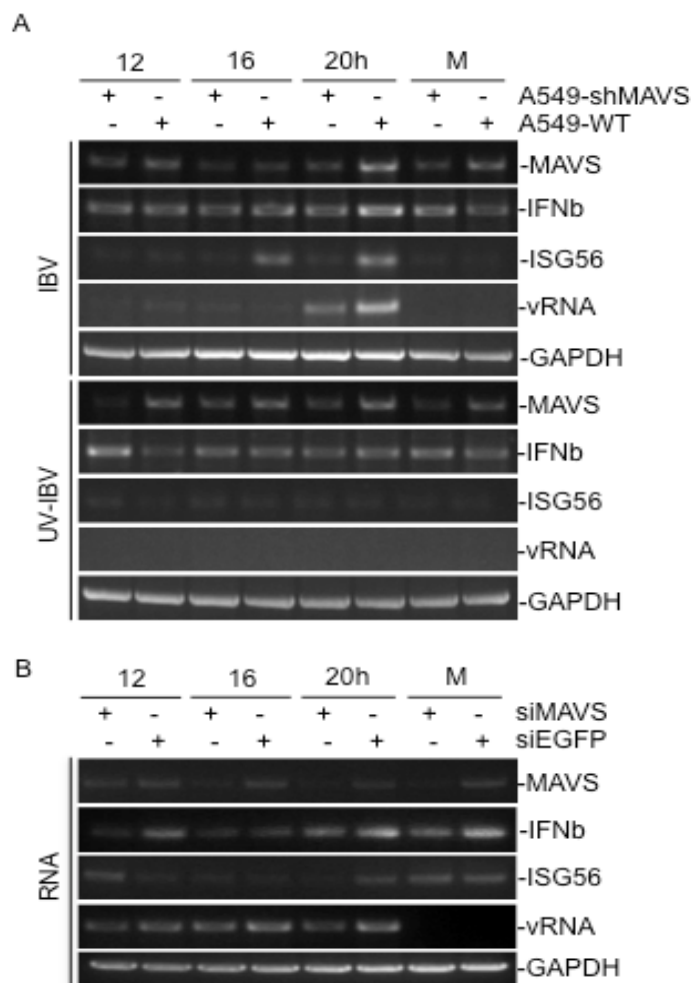 A
12 16 20h M
+ - + - + - + - A549-shMAVS
- + - + - + - + A549-WT
IBV
-MAVS
-IFNb
-ISG56
-vRNA
-GAPDH
UV-IBV
-MAVS
-IFNb
-ISG56
-vRNA
-GAPDH
B
12 16 20h M
+ - + - + - + - siMAVS
- + - + - + - + siEGFP
RNA
-MAVS
-IFNb
-ISG56
-vRNA
-GAPDH